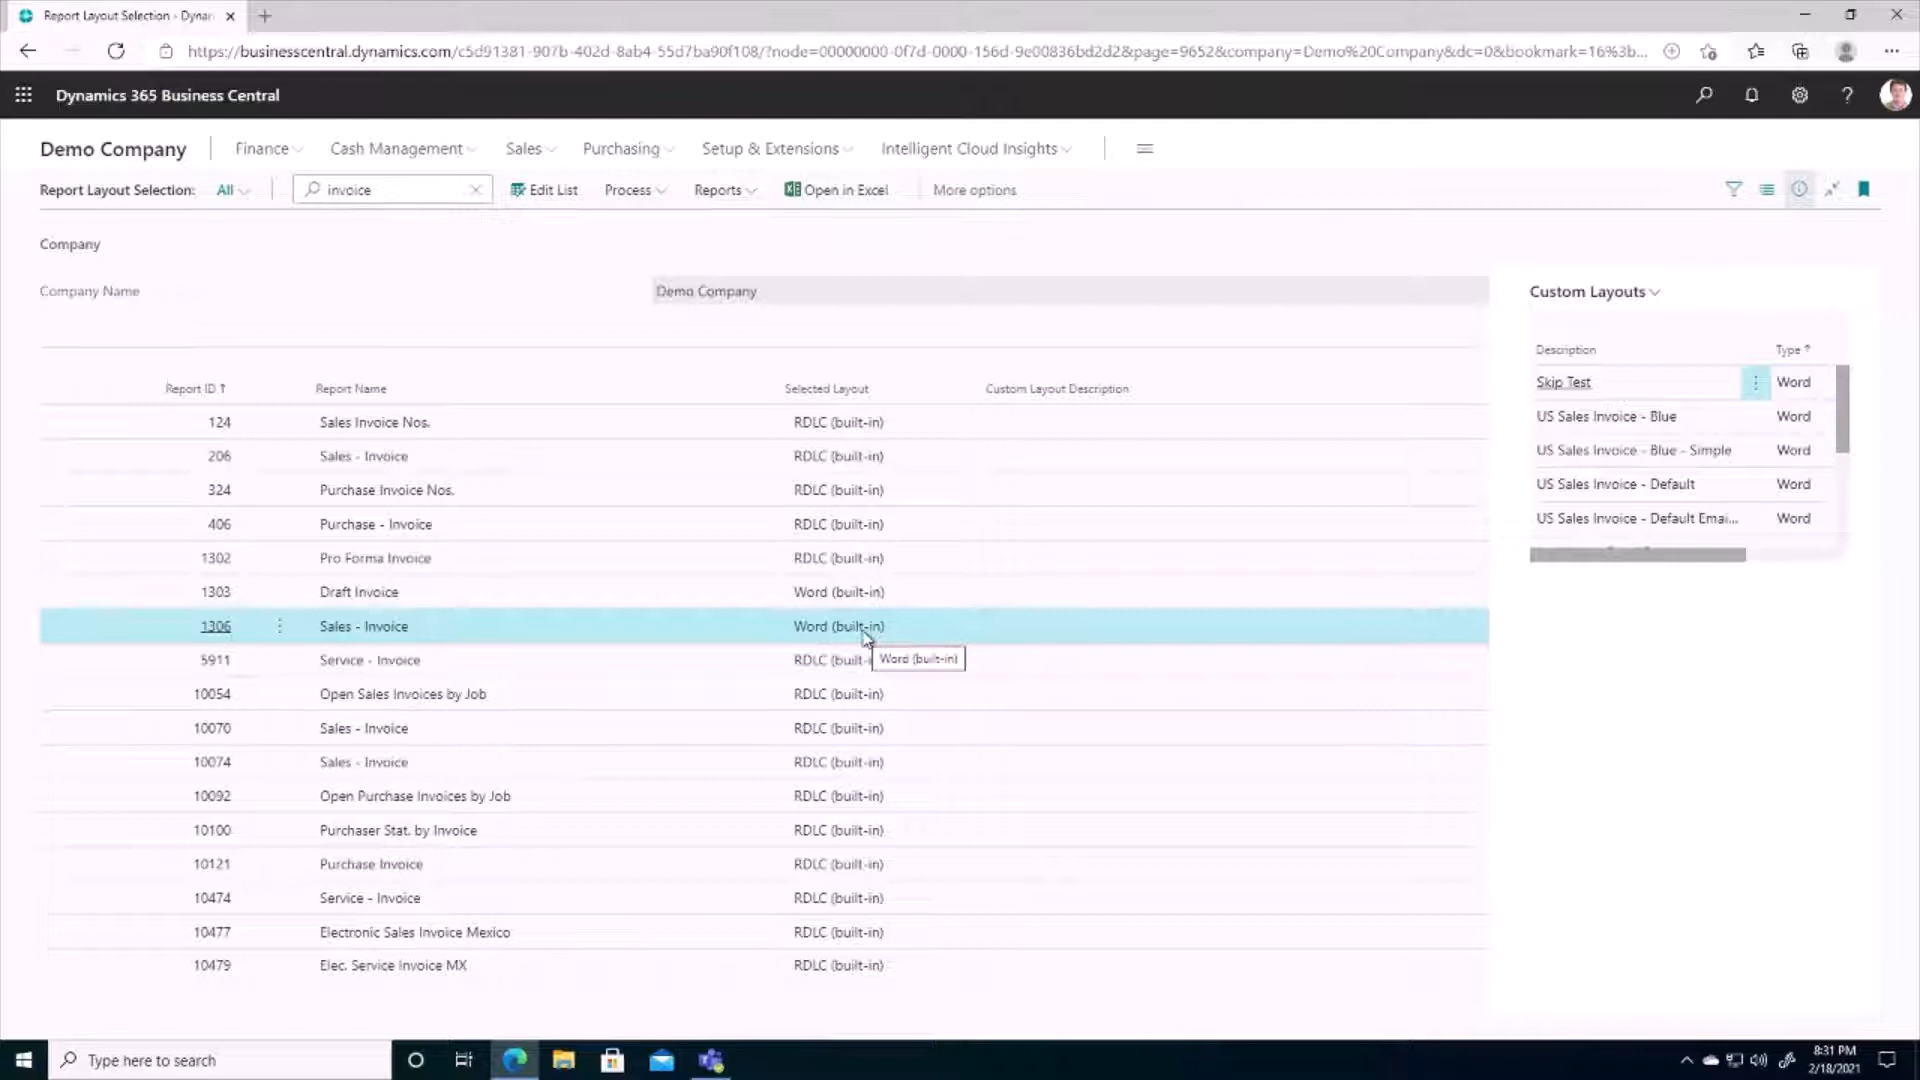 Report Layout Selection - Dynar
https://businesscentral.dynamics.com/c5d91381-907b-402d-8ab4-55d7ba90f108/?node=00000000-0f7d-0000-156d-9e00836bd2d2&page=9652&company=Demo%20Company&dc=0&bookmark=16%3b...
Dynamics 365 Business Central
Demo Company Finance Cash Management Sales Purchasing Setup & Extensions Intelligent Cloud Insights
Report Layout Selection: All invoice Edit List Process Reports Open in Excel More options
Company
Company Name Demo Company
Custom Layouts
Description Type ↑
Skip Test Word
US Sales Invoice - Blue Word
US Sales Invoice - Blue - Simple Word
US Sales Invoice - Default Word
US Sales Invoice - Default Emai... Word
Report ID ↑ Report Name Selected Layout Custom Layout Description
124 Sales Invoice Nos. RDLC (built-in)
206 Sales - Invoice RDLC (built-in)
324 Purchase Invoice Nos. RDLC (built-in)
406 Purchase - Invoice RDLC (built-in)
1302 Pro Forma Invoice RDLC (built-in)
1303 Draft Invoice Word (built-in)
1306 Sales - Invoice Word (built-in)
5911 Service - Invoice RDLC (built-i
Word (built-in)
10054 Open Sales Invoices by Job RDLC (built-in)
10070 Sales - Invoice RDLC (built-in)
10074 Sales - Invoice RDLC (built-in)
10092 Open Purchase Invoices by Job RDLC (built-in)
10100 Purchaser Stat. by Invoice RDLC (built-in)
10121 Purchase Invoice RDLC (built-in)
10474 Service - Invoice RDLC (built-in)
10477 Electronic Sales Invoice Mexico RDLC (built-in)
10479 Elec. Service Invoice MX RDLC (built-in)
Type here to search
8:31 PM
2/18/2021